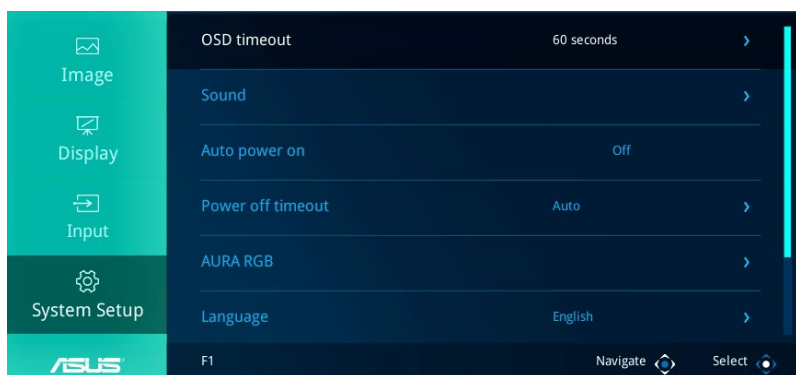 Image
Display
Input
System Setup
ASUS
OSD timeout 60 seconds
Sound
Auto power on Off
Power off timeout Auto
AURA RGB
Language English
F1 Navigate Select